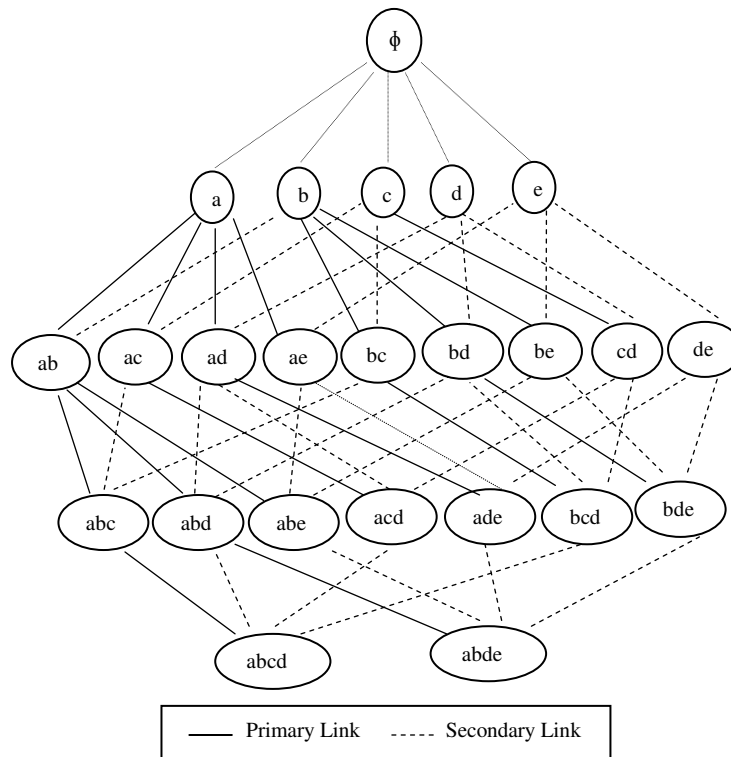 ϕ
a b c d e
ab ac ad ae bc bd be cd de
abc abd abe acd ade bcd bde
abcd abde
Primary Link Secondary Link